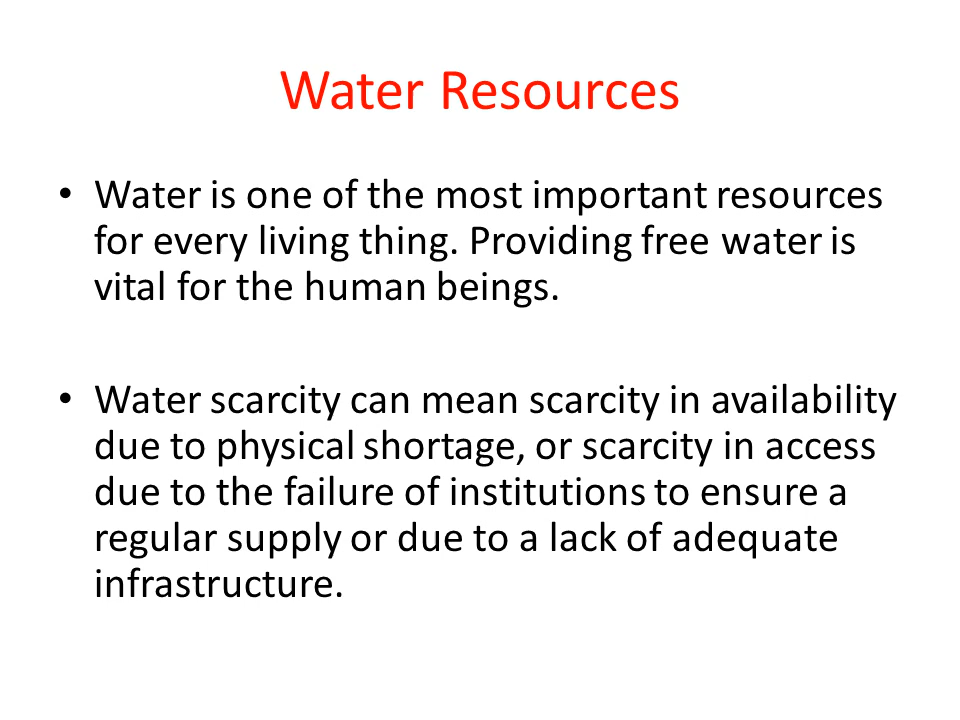 Water Resources
• Water is one of the most important resources
for every living thing. Providing free water is
vital for the human beings.
• Water scarcity can mean scarcity in availability
due to physical shortage, or scarcity in access
due to the failure of institutions to ensure a
regular supply or due to a lack of adequate
infrastructure.